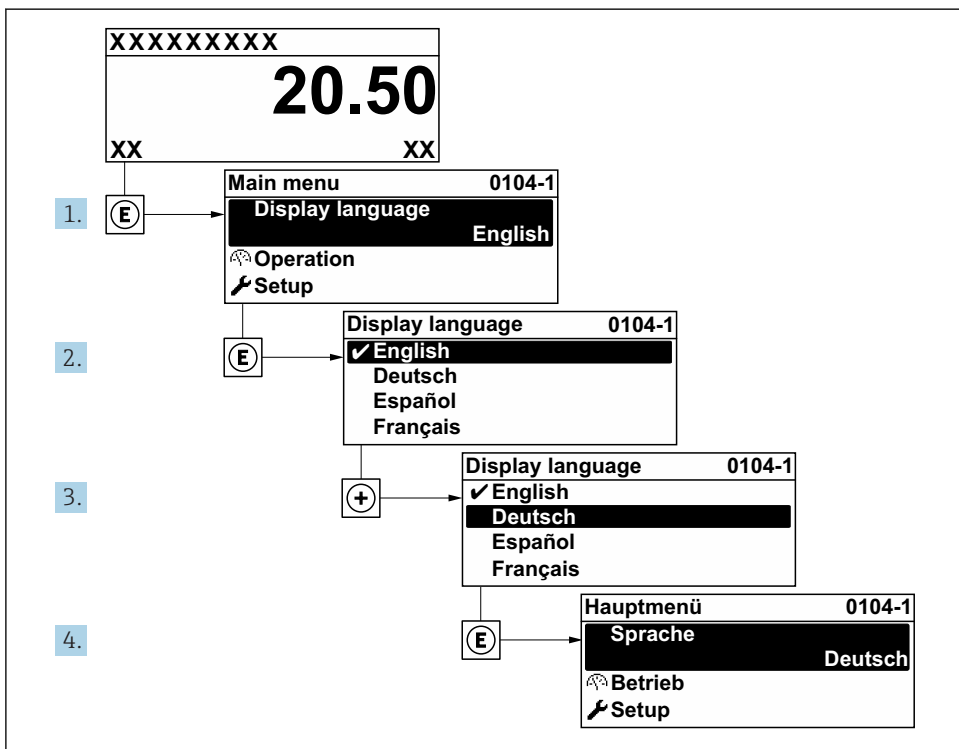 XXXXXXXXX
20.50
XX XX
1. E
Main menu 0104-1
Display language
English
Operation
Setup
2. E
Display language 0104-1
✔ English
Deutsch
Español
Français
3. +
Display language 0104-1
✔ English
Deutsch
Español
Français
4. E
Hauptmenü 0104-1
Sprache
Deutsch
Betrieb
Setup